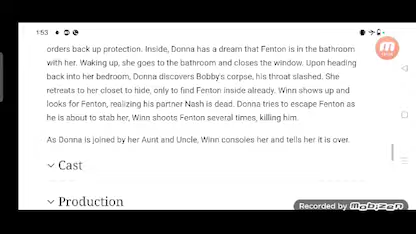 1:53
orders back up protection. Inside, Donna has a dream that Fenton is in the bathroom
with her. Waking up, she goes to the bathroom and closes the window. Upon heading
back into her bedroom, Donna discovers Bobby's corpse, his throat slashed. She
retreats to her closet to hide, only to find Fenton inside already. Winn shows up and
looks for Fenton, realizing his partner Nash is dead. Donna tries to escape Fenton as
he is about to stab her, Winn shoots Fenton several times, killing him.
As Donna is joined by her Aunt and Uncle, Winn consoles her and tells her it is over.
Cast
Production
Recorded by Mobizen